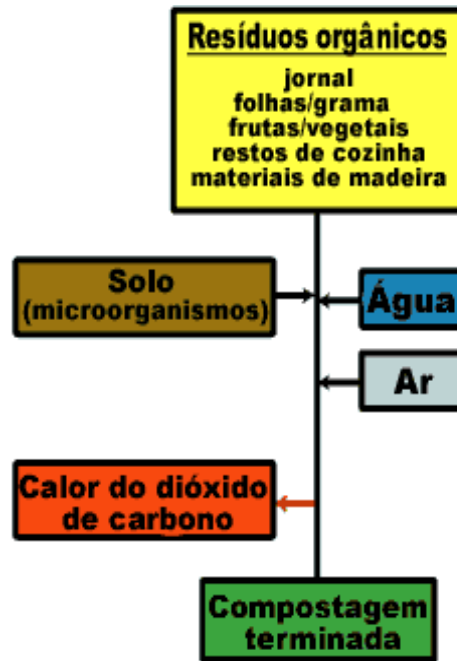 Resíduos orgânicos
jornal
folhas/grama
frutas/vegetais
restos de cozinha
materiais de madeira
Solo
(microorganismos)
Água
Ar
Calor do dióxido
de carbono
Compostagem
terminada